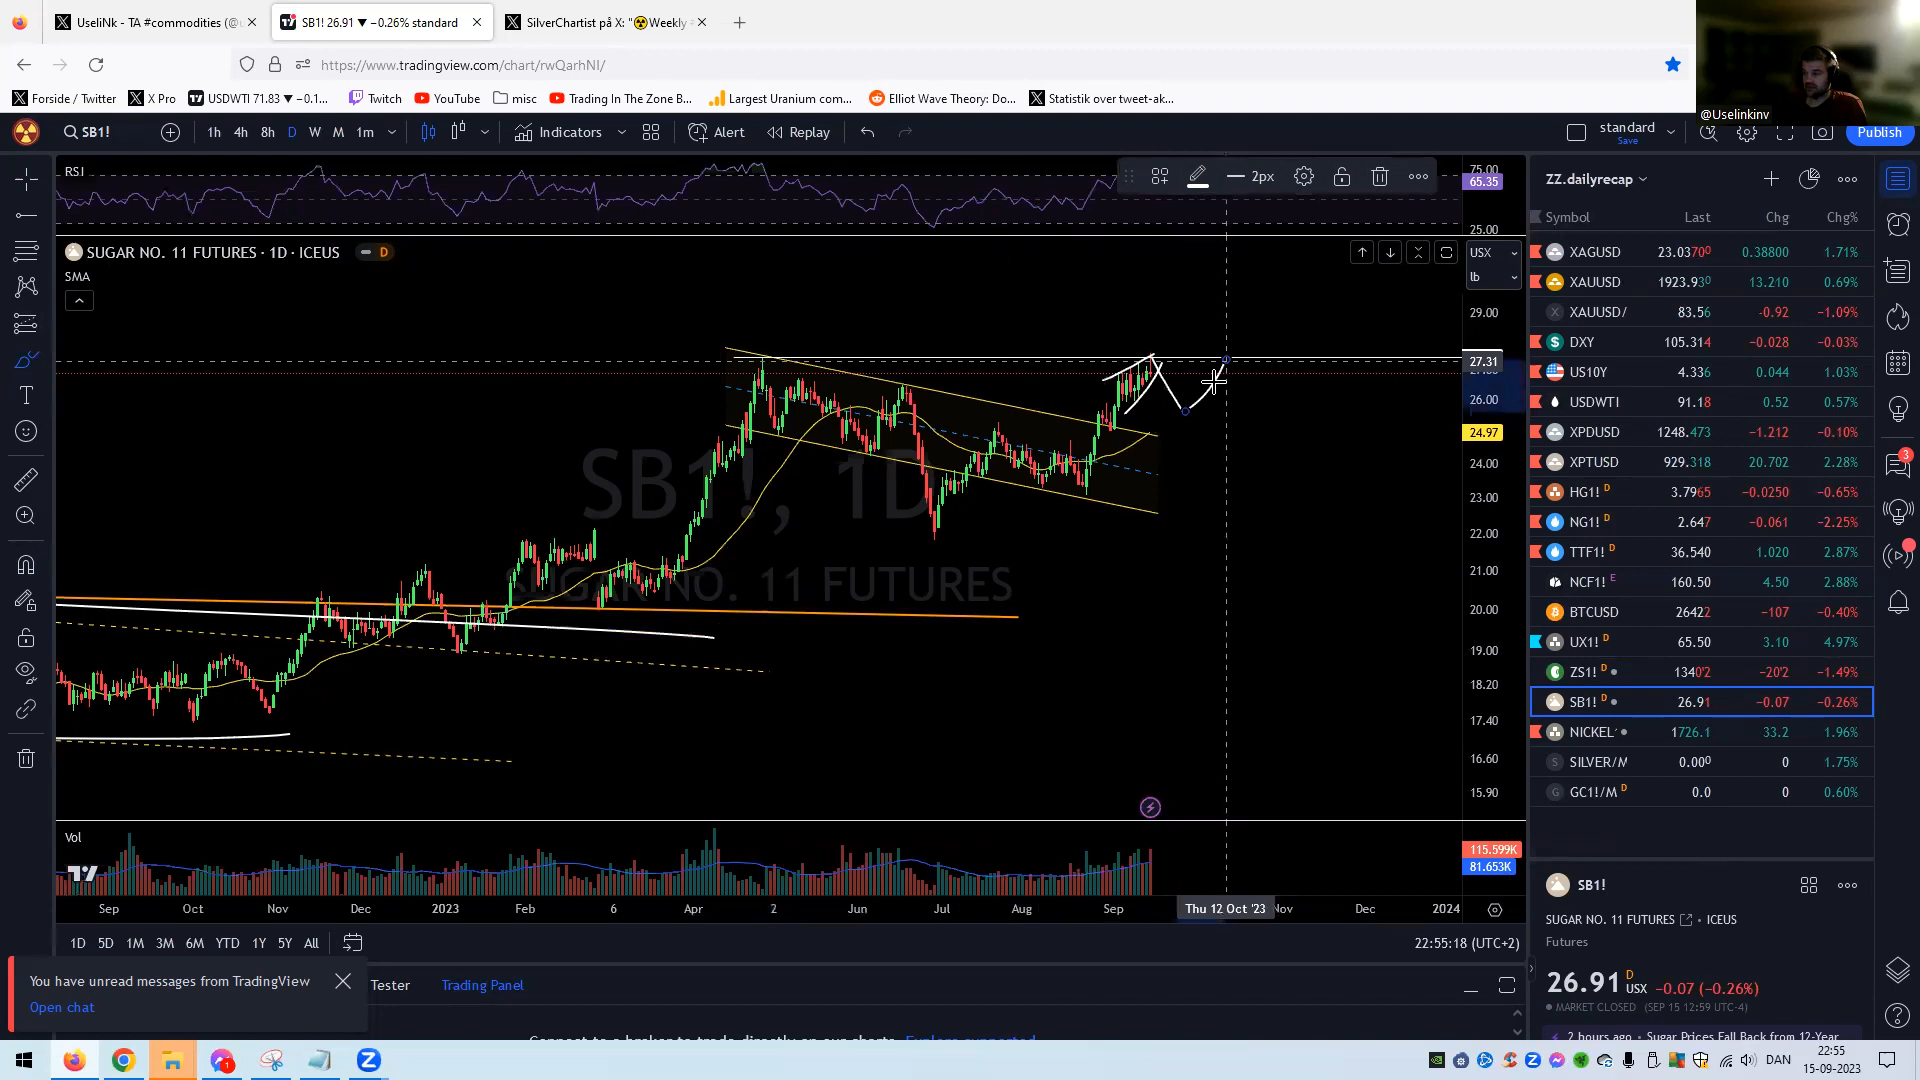 UseliNk - TA #commodities (@u
SB1! 26.91 ▼ −0.26% standard
SilverChartist på X: "☢Weekly
https://www.tradingview.com/chart/rwQarhNI/
Forside / Twitter
X Pro
USDWTI 71.83 ▼ −0.1...
Twitch
YouTube
misc
Trading In The Zone B...
Largest Uranium com...
Elliot Wave Theory: Do...
Statistik over tweet-ak...
@Uselinkinv
SB1!
1h 4h 8h D W M 1m
Indicators
Alert
Replay
standard
Save
Publish
RSI
2px
75.00
65.35
25.00
SUGAR NO. 11 FUTURES · 1D · ICEUS
D
SMA
USX
lb
29.00
27.31
26.00
24.97
24.00
23.00
22.00
21.00
20.00
19.00
18.20
17.40
16.60
15.90
SB1!, 1D
SUGAR NO. 11 FUTURES
Vol
115.599K
81.653K
Sep Oct Nov Dec 2023 Feb 6 Apr 2 Jun Jul Aug Sep Thu 12 Oct '23 Nov Dec 2024
1D 5D 1M 3M 6M YTD 1Y 5Y All
22:55:18 (UTC+2)
You have unread messages from TradingView
Open chat
Tester
Trading Panel
ZZ.dailyrecap
Symbol Last Chg Chg%
XAGUSD 23.0370⁰ 0.38800 1.71%
XAUUSD 1923.93⁰ 13.210 0.69%
XAUUSD/ 83.56 -0.92 −1.09%
DXY 105.314 −0.028 −0.03%
US10Y 4.336 0.044 1.03%
USDWTI 91.18 0.52 0.57%
XPDUSD 1248.473 −1.212 −0.10%
XPTUSD 929.318 20.702 2.28%
HG1! D 3.7965 −0.0250 −0.65%
NG1! D 2.647 −0.061 −2.25%
TTF1! D 36.540 1.020 2.87%
NCF1! E 160.50 4.50 2.88%
BTCUSD 26422 −107 −0.40%
UX1! D 65.50 3.10 4.97%
ZS1! D 1340'2 −20'2 −1.49%
SB1! D 26.91 −0.07 −0.26%
NICKEL 1726.1 33.2 1.96%
SILVER/M 0.00⁰ 0 1.75%
GC1!/M D 0.0 0 0.60%
3
SB1!
SUGAR NO. 11 FUTURES • ICEUS
Futures
26.91 D USX −0.07 (−0.26%)
MARKET CLOSED (SEP 15 12:59 UTC-4)
2 hours ago • Sugar Prices Fall Back from 12-Year
DAN
22:55
15-09-2023